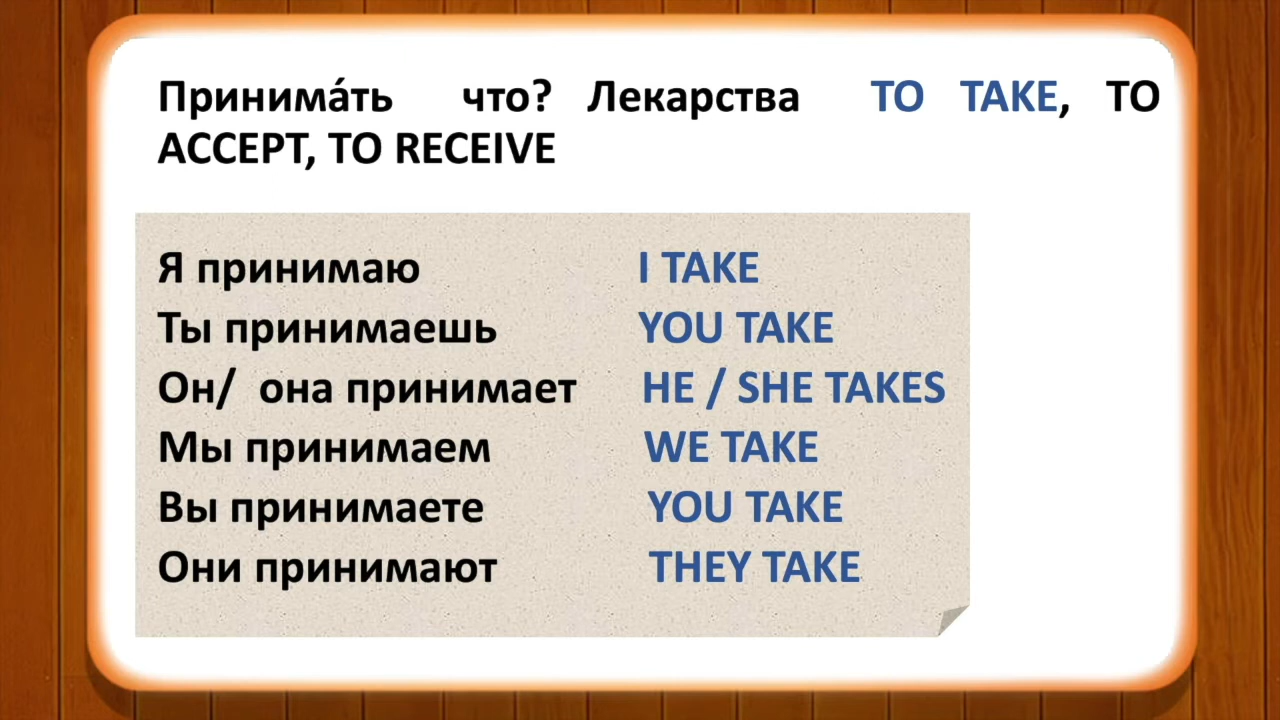 Принима́ть что? Лекарства TO TAKE, TO
ACCEPT, TO RECEIVE
Я принимаю I TAKE
Ты принимаешь YOU TAKE
Он/ она принимает HE / SHE TAKES
Мы принимаем WE TAKE
Вы принимаете YOU TAKE
Они принимают THEY TAKE